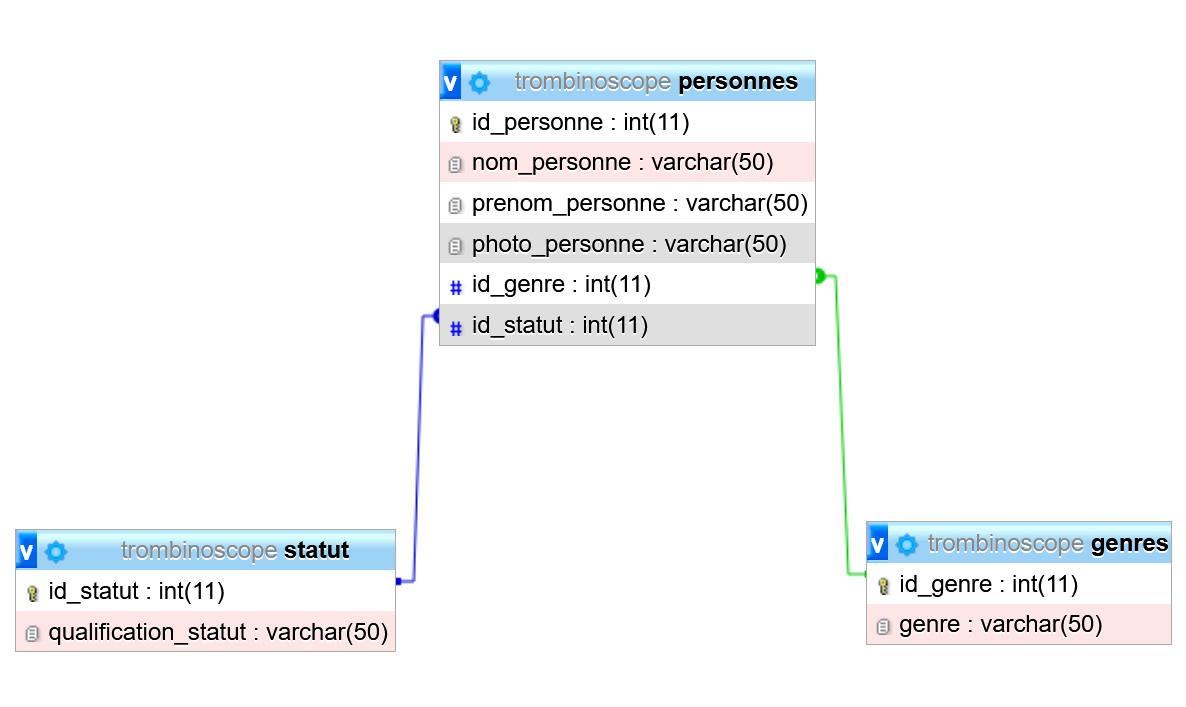 v trombinoscope personnes
id_personne : int(11)
nom_personne : varchar(50)
prenom_personne : varchar(50)
photo_personne : varchar(50)
# id_genre : int(11)
# id_statut : int(11)
v trombinoscope statut
id_statut : int(11)
qualification_statut : varchar(50)
v trombinoscope genres
id_genre : int(11)
genre : varchar(50)